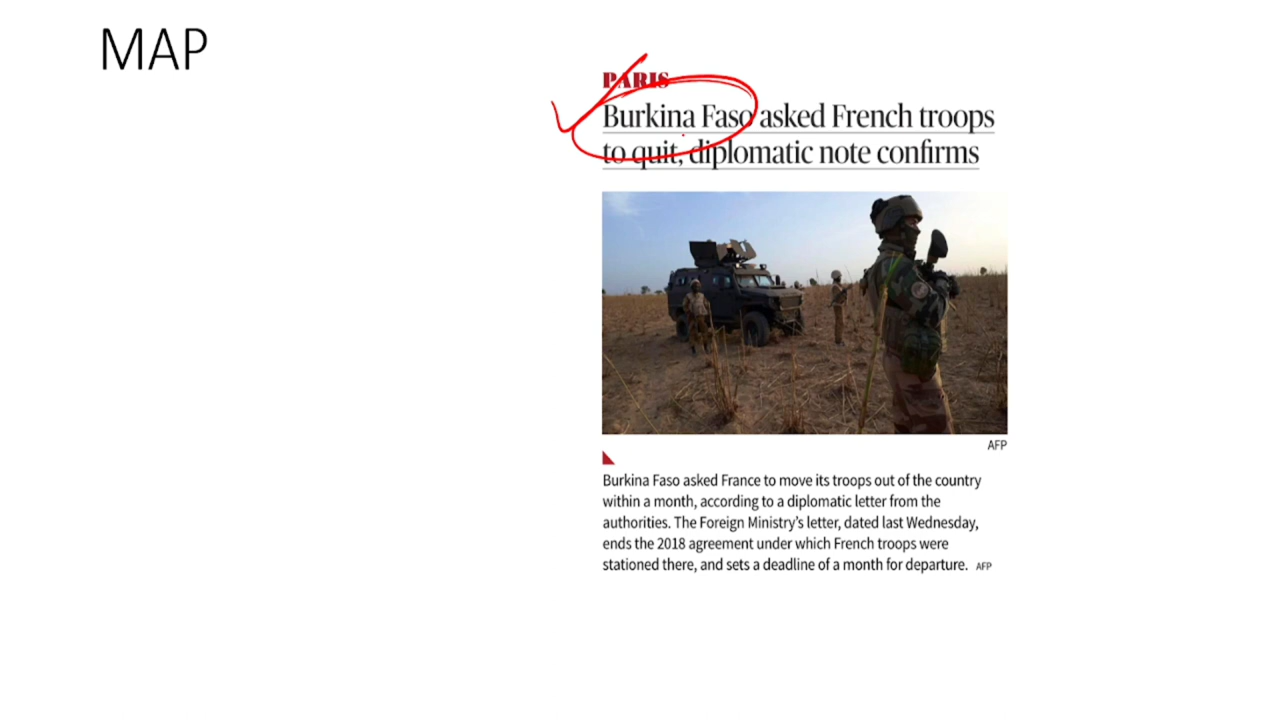 MAP
PARIS
Burkina Faso asked French troops
to quit, diplomatic note confirms
AFP
Burkina Faso asked France to move its troops out of the country
within a month, according to a diplomatic letter from the
authorities. The Foreign Ministry's letter, dated last Wednesday,
ends the 2018 agreement under which French troops were
stationed there, and sets a deadline of a month for departure. AFP